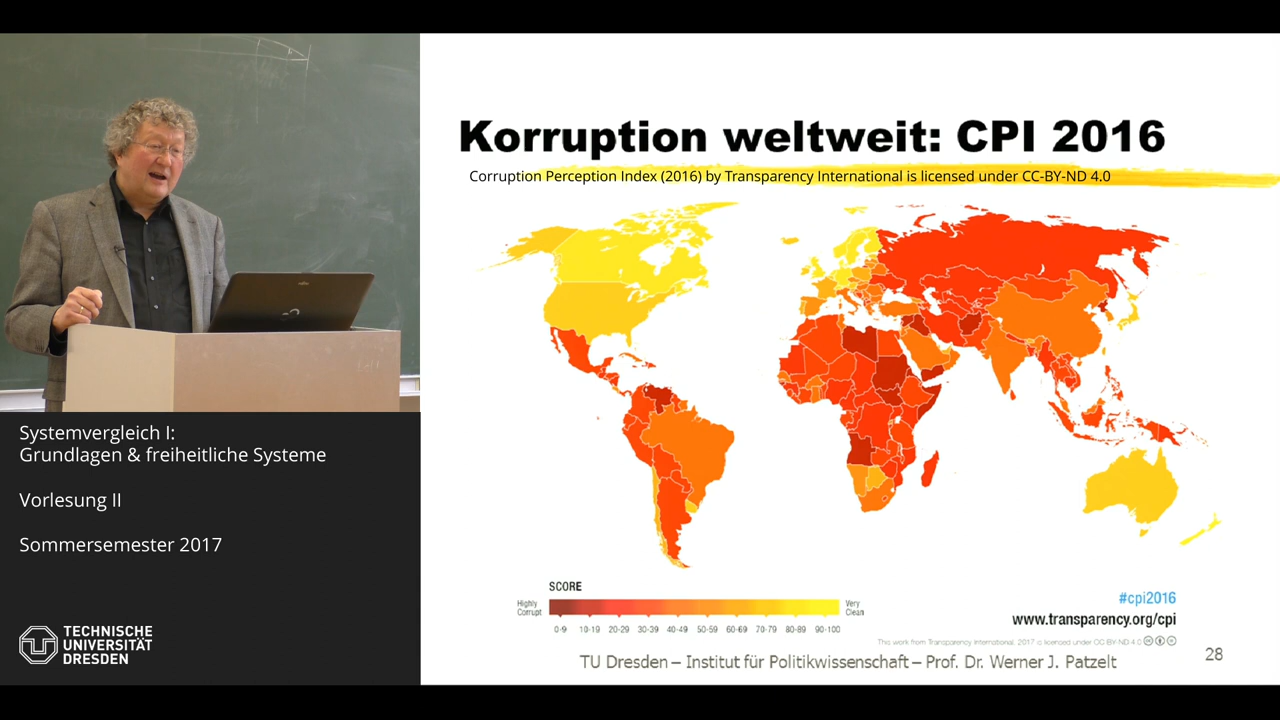 Korruption weltweit: CPI 2016
Corruption Perception Index (2016) by Transparency International is licensed under CC-BY-ND 4.0
SCORE
Highly
Corrupt
Very
Clean
0-9 10-19 20-29 30-39 40-49 50-59 60-69 70-79 80-89 90-100
#cpi2016
www.transparency.org/cpi
This work from Transparency International, 2017 is licensed under CC BY-ND 4.0
TU Dresden – Institut für Politikwissenschaft – Prof. Dr. Werner J. Patzelt
28
Systemvergleich I:
Grundlagen & freiheitliche Systeme
Vorlesung II
Sommersemester 2017
TECHNISCHE
UNIVERSITÄT
DRESDEN